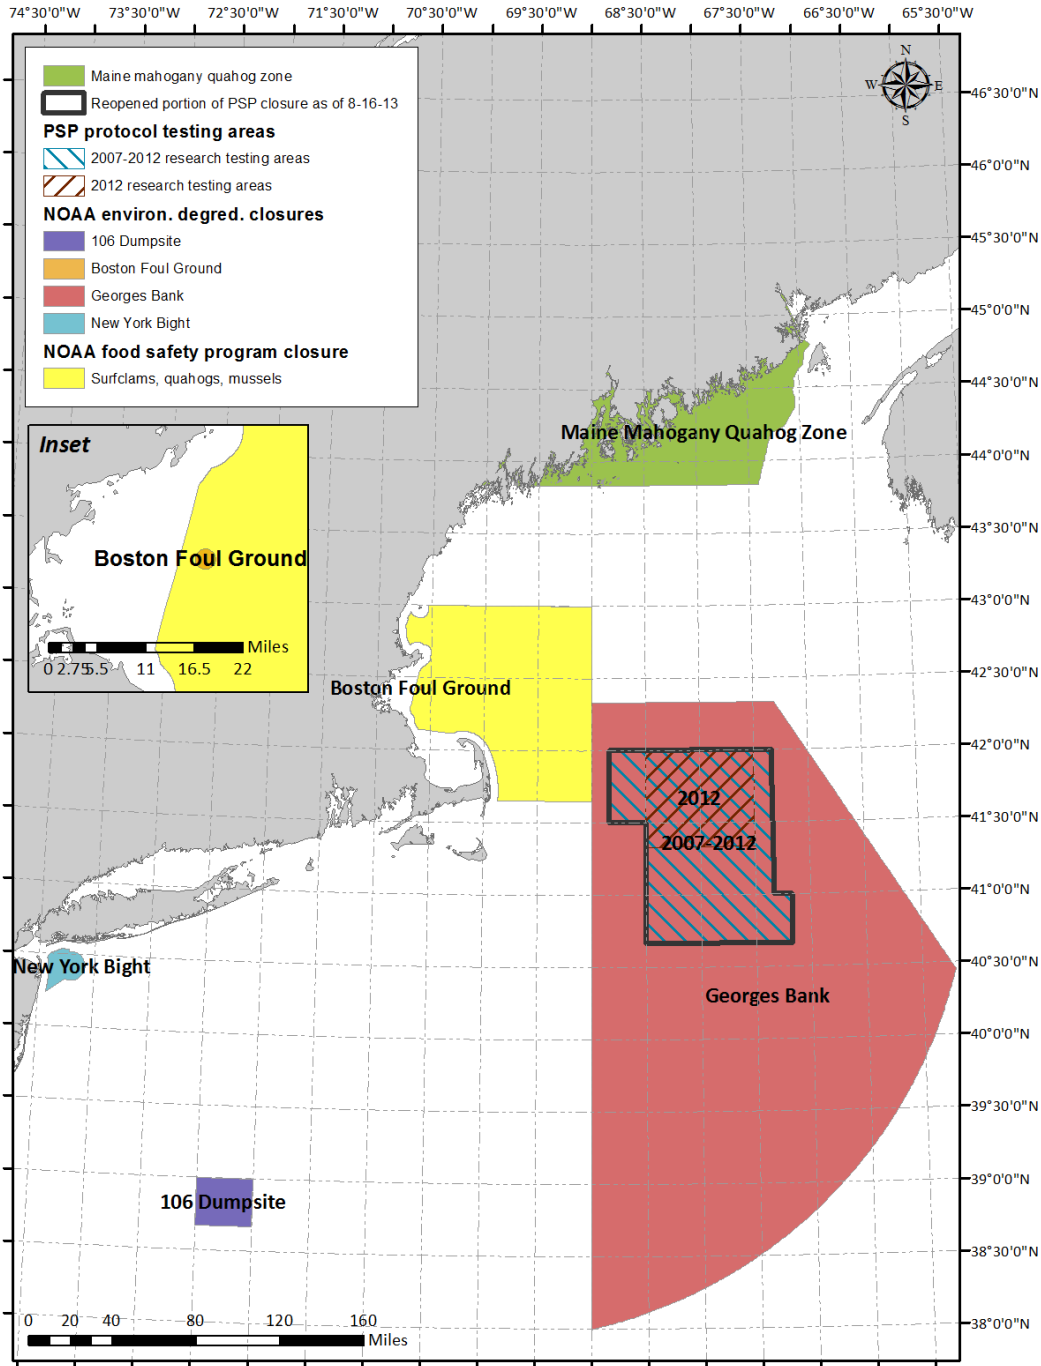 74°30'0"W 73°30'0"W 72°30'0"W 71°30'0"W 70°30'0"W 69°30'0"W 68°30'0"W 67°30'0"W 66°30'0"W 65°30'0"W
N
W E
S
Maine mahogany quahog zone
Reopened portion of PSP closure as of 8-16-13
PSP protocol testing areas
2007-2012 research testing areas
2012 research testing areas
NOAA environ. degred. closures
106 Dumpsite
Boston Foul Ground
Georges Bank
New York Bight
NOAA food safety program closure
Surfclams, quahogs, mussels
46°30'0"N
46°0'0"N
45°30'0"N
45°0'0"N
44°30'0"N
44°0'0"N
43°30'0"N
43°0'0"N
42°30'0"N
42°0'0"N
41°30'0"N
41°0'0"N
40°30'0"N
40°0'0"N
39°30'0"N
39°0'0"N
38°30'0"N
38°0'0"N
Inset
Boston Foul Ground
Miles
0 2.75 5.5 11 16.5 22
Maine Mahogany Quahog Zone
Boston Foul Ground
2012
2007-2012
New York Bight
Georges Bank
106 Dumpsite
0 20 40 80 120 160
Miles